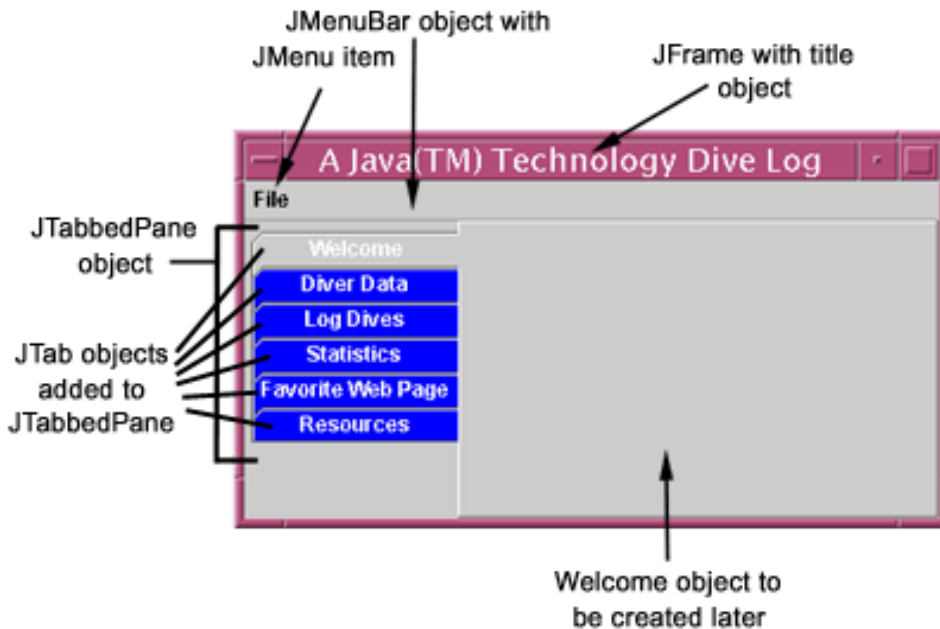 JMenuBar object with
JMenu item
JFrame with title
object
A Java(TM) Technology Dive Log
File
JTabbedPane
object
Welcome
Diver Data
Log Dives
Statistics
Favorite Web Page
Resources
JTab objects
added to
JTabbedPane
Welcome object to
be created later